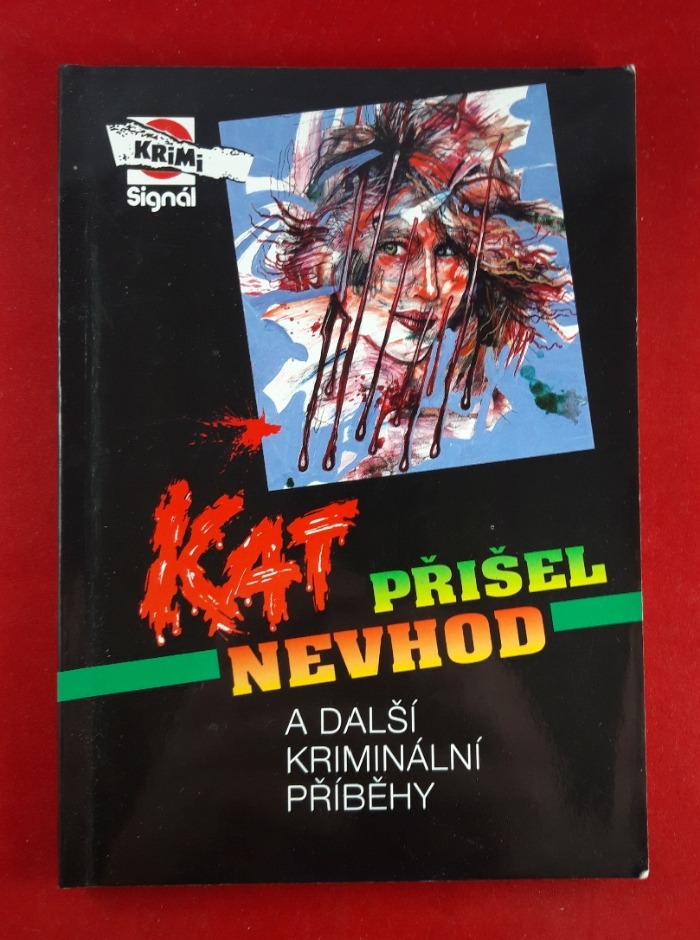 KRiMi
Signál
KAT
PŘIŠEL
NEVHOD
A DALŠÍ
KRIMINÁLNÍ
PŘÍBĚHY